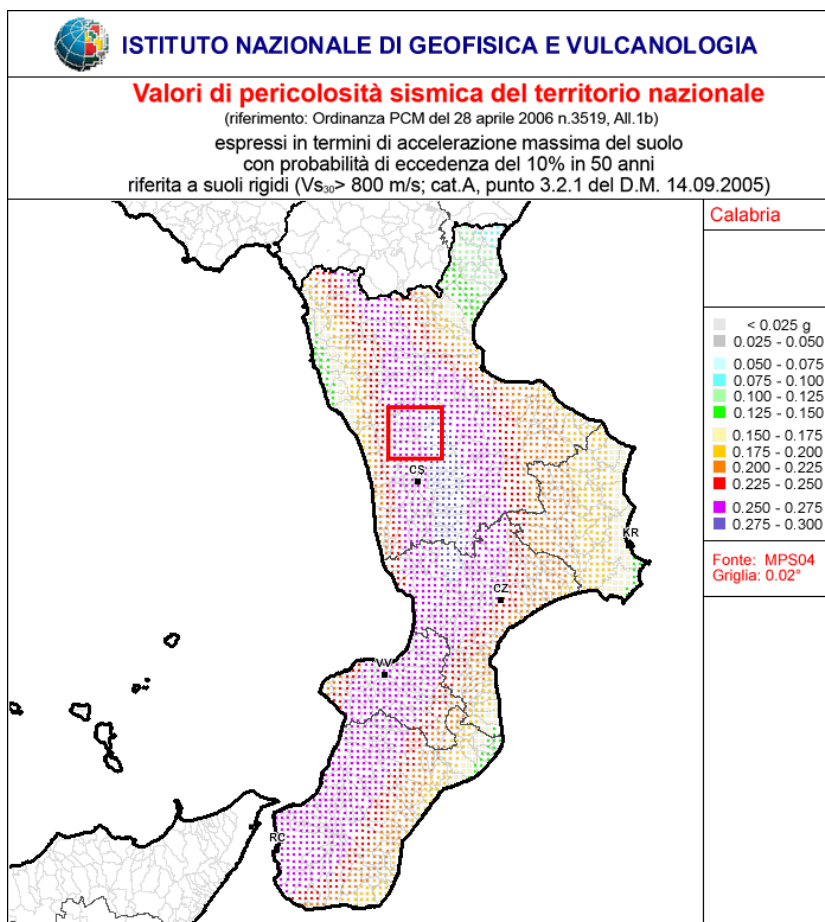 ISTITUTO NAZIONALE DI GEOFISICA E VULCANOLOGIA
Valori di pericolosità sismica del territorio nazionale
(riferimento: Ordinanza PCM del 28 aprile 2006 n.3519, All.1b)
espressi in termini di accelerazione massima del suolo
con probabilità di eccedenza del 10% in 50 anni
riferita a suoli rigidi (Vs₃₀> 800 m/s; cat.A, punto 3.2.1 del D.M. 14.09.2005)
Calabria
< 0.025 g
0.025 - 0.050
0.050 - 0.075
0.075 - 0.100
0.100 - 0.125
0.125 - 0.150
0.150 - 0.175
0.175 - 0.200
0.200 - 0.225
0.225 - 0.250
0.250 - 0.275
0.275 - 0.300
Fonte: MPS04
Griglia: 0.02°
CS
KR
CZ
VV
RC